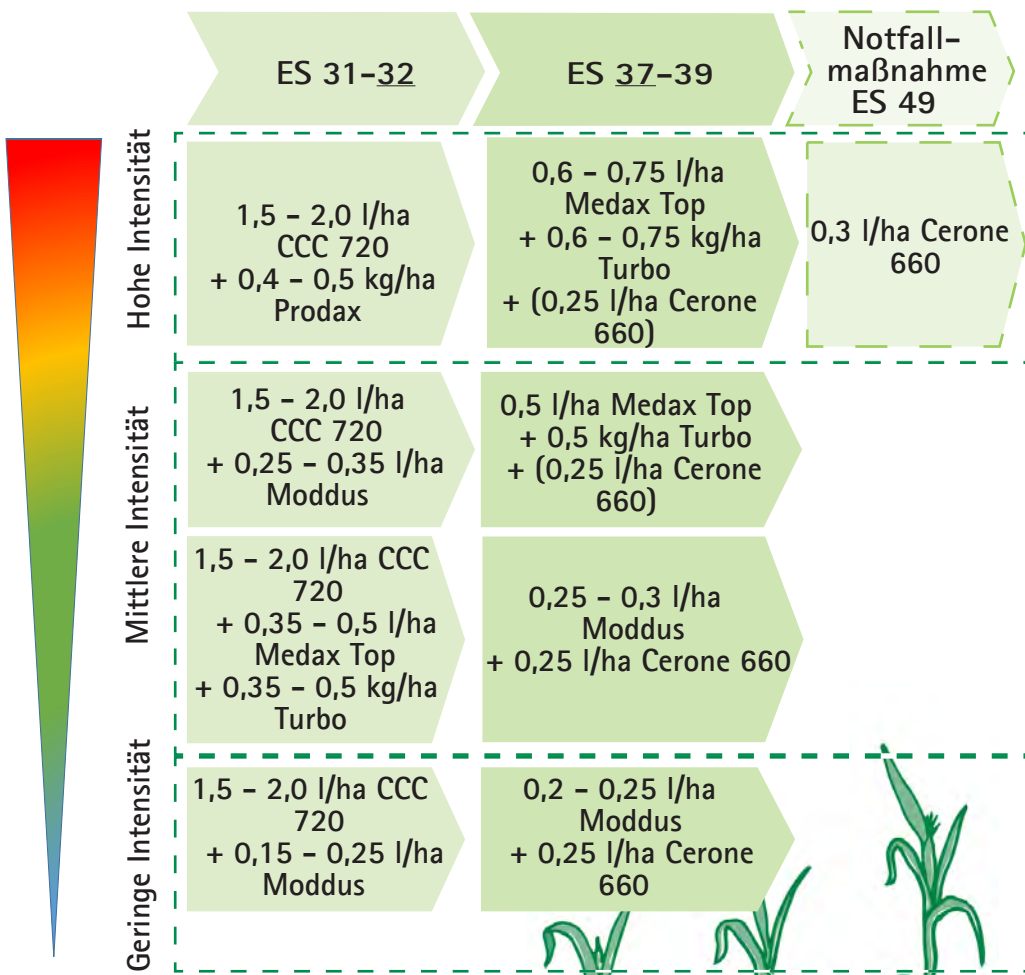 ES 31–32
ES 37–39
Notfall-
maßnahme
ES 49
Hohe Intensität
1,5 – 2,0 l/ha
CCC 720
+ 0,4 – 0,5 kg/ha
Prodax
0,6 – 0,75 l/ha
Medax Top
+ 0,6 – 0,75 kg/ha
Turbo
+ (0,25 l/ha Cerone
660)
0,3 l/ha Cerone
660
Mittlere Intensität
1,5 – 2,0 l/ha
CCC 720
+ 0,25 – 0,35 l/ha
Moddus
0,5 l/ha Medax Top
+ 0,5 kg/ha Turbo
+ (0,25 l/ha Cerone
660)
1,5 – 2,0 l/ha CCC
720
+ 0,35 – 0,5 l/ha
Medax Top
+ 0,35 – 0,5 kg/ha
Turbo
0,25 – 0,3 l/ha
Moddus
+ 0,25 l/ha Cerone 660
Geringe Intensität
1,5 – 2,0 l/ha CCC
720
+ 0,15 – 0,25 l/ha
Moddus
0,2 – 0,25 l/ha
Moddus
+ 0,25 l/ha Cerone
660